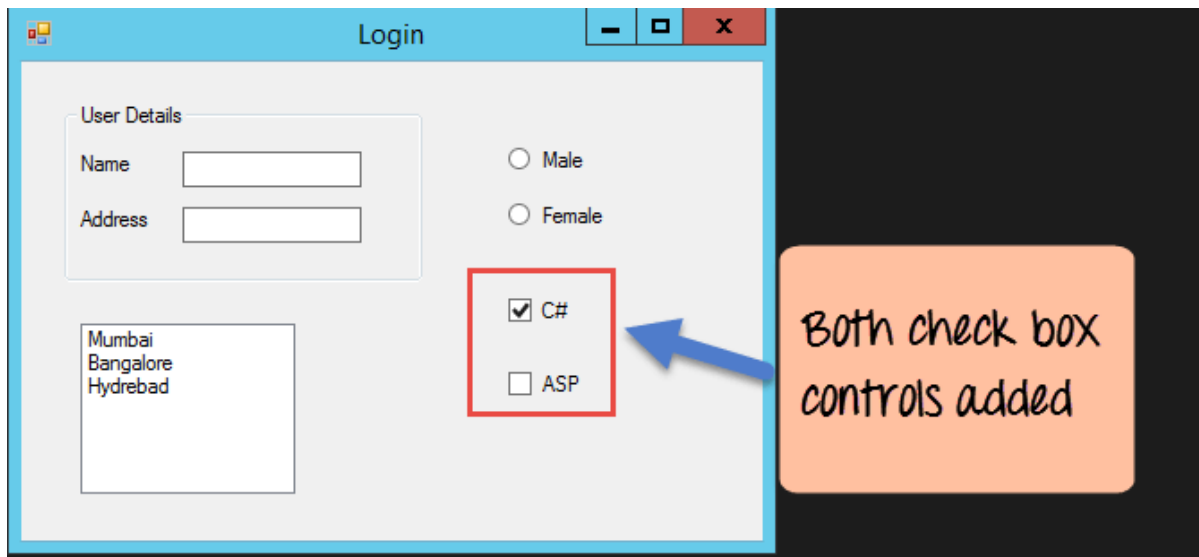 Login
User Details
Name
Address
Male
Female
C#
ASP
Mumbai
Bangalore
Hydrebad
Both check box
controls added